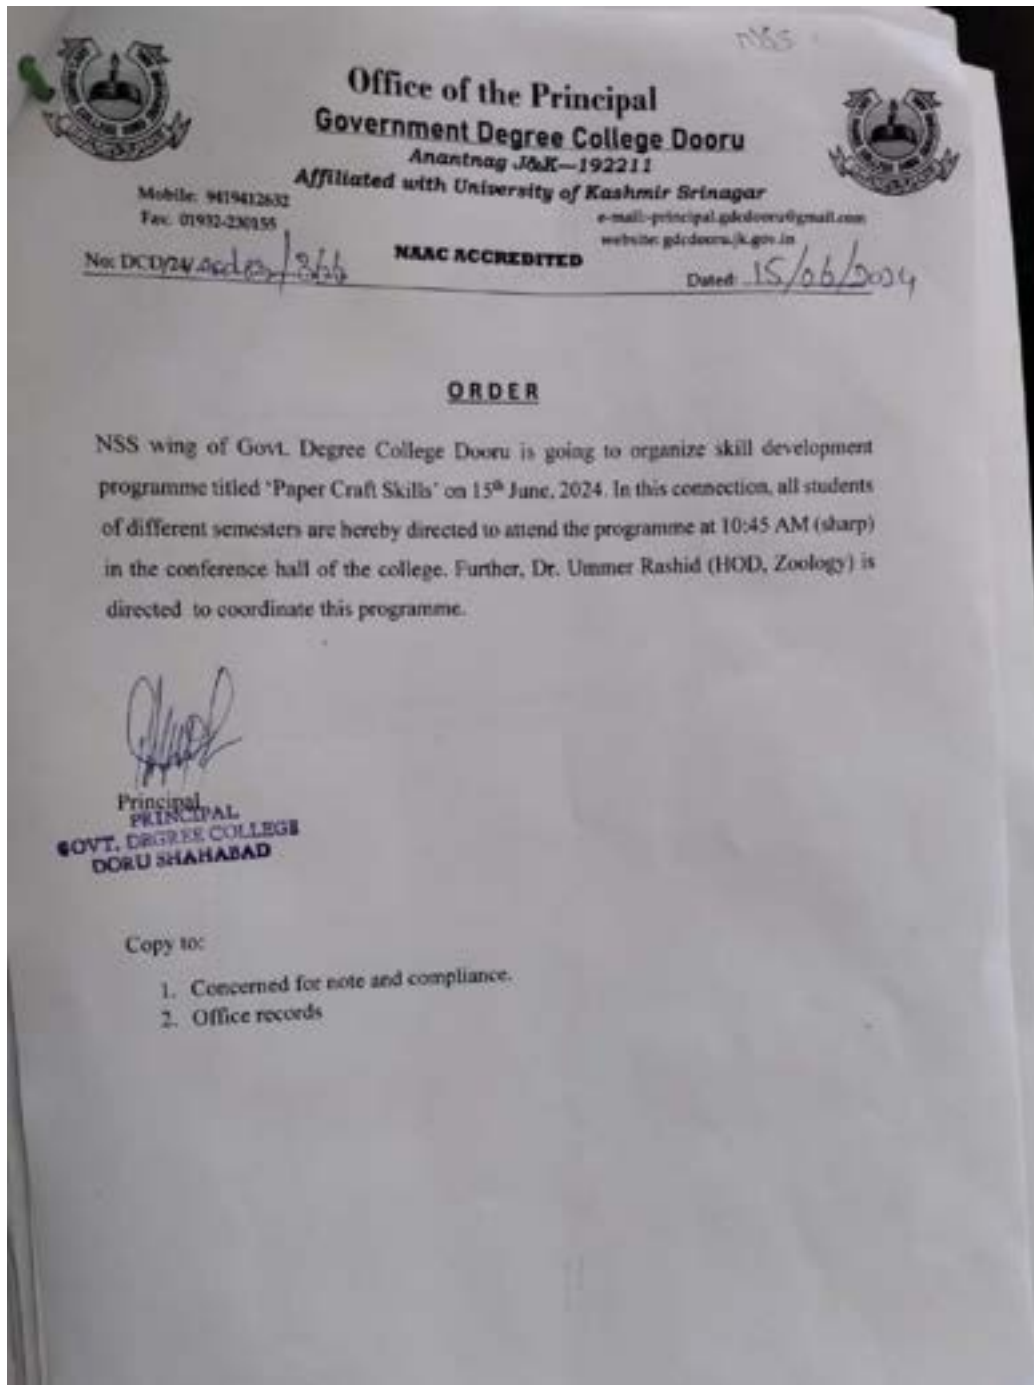 NSS
Office of the Principal
Government Degree College Dooru
Anantnag J&K—192211
Affiliated with University of Kashmir Srinagar
Mobile: 9419412632
Fax: 01932-230155
e-mail:-principal.gdcdooru@gmail.com
website: gdcdooru.jk.gov.in
NAAC ACCREDITED
No: DCD/24/
Dated: 15/06/2024
ORDER
NSS wing of Govt. Degree College Dooru is going to organize skill development
programme titled ‘Paper Craft Skills’ on 15th June, 2024. In this connection, all students
of different semesters are hereby directed to attend the programme at 10:45 AM (sharp)
in the conference hall of the college. Further, Dr. Ummer Rashid (HOD, Zoology) is
directed to coordinate this programme.
Principal
PRINCIPAL
GOVT. DEGREE COLLEGE
DORU SHAHABAD
Copy to:
1. Concerned for note and compliance.
2. Office records